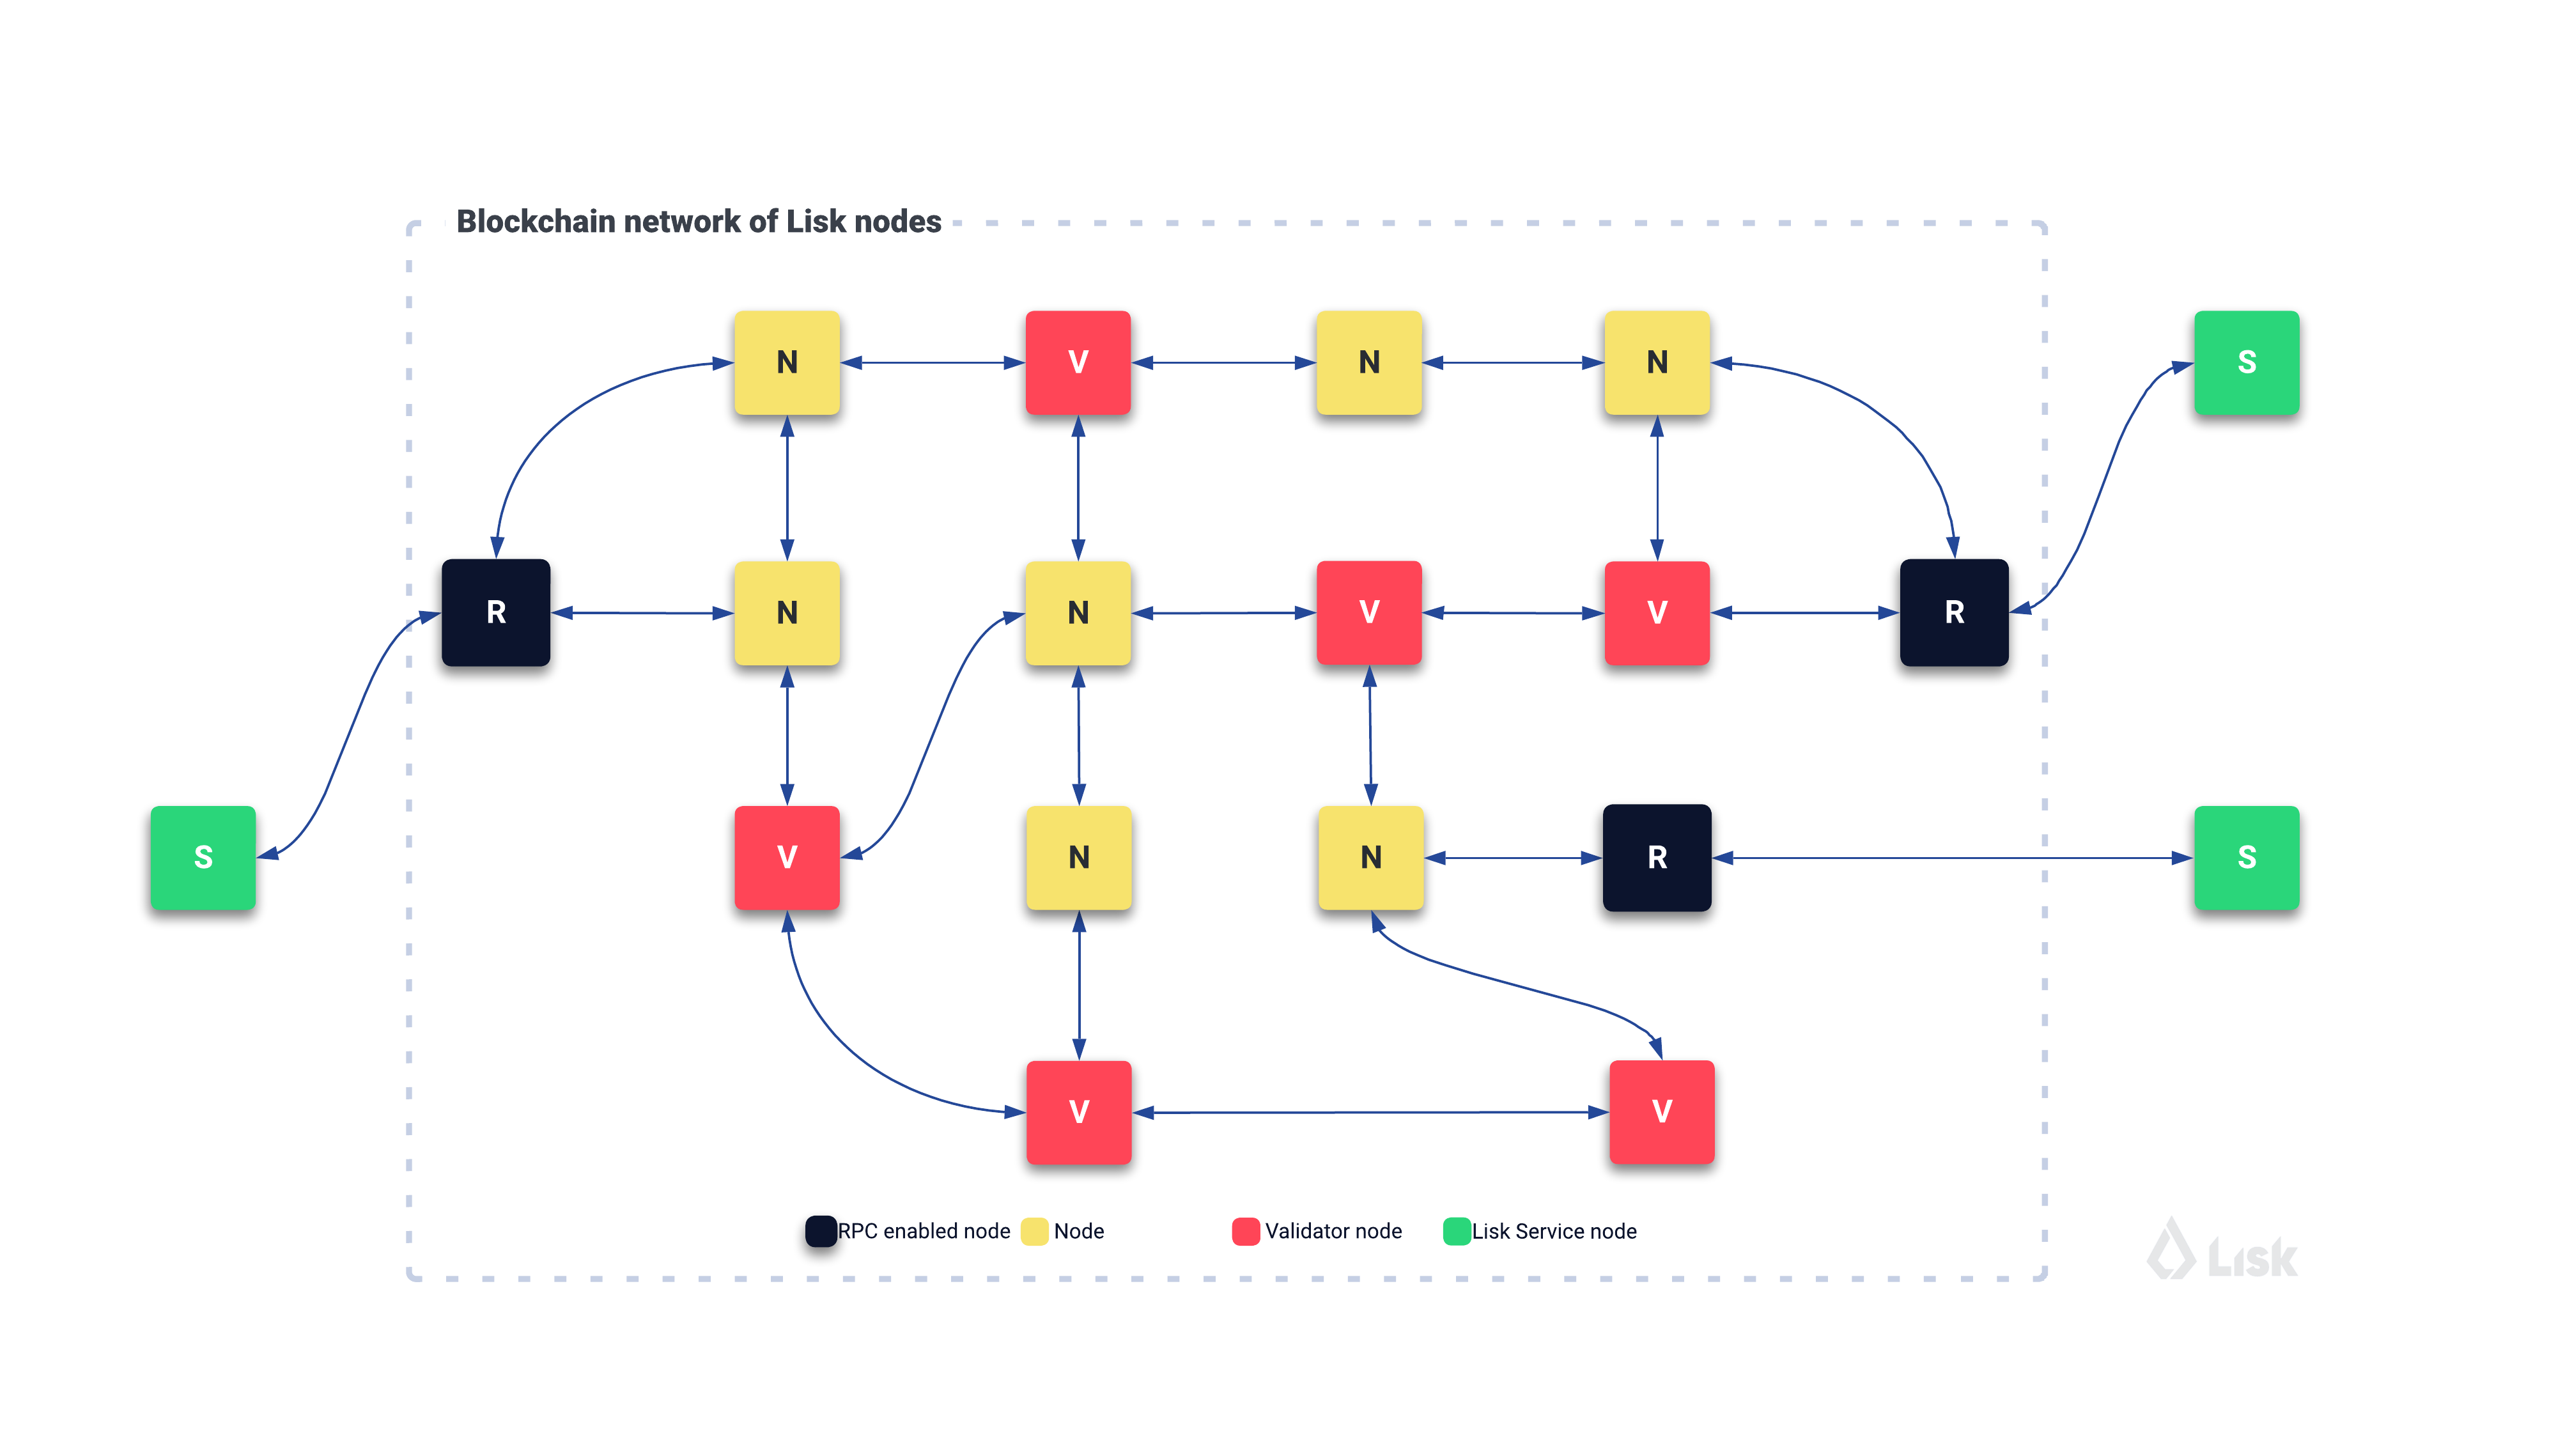 Blockchain network of Lisk nodes
N V N N S
R N N V V R
S V N N R S
V V
RPC enabled node Node Validator node Lisk Service node
Lisk